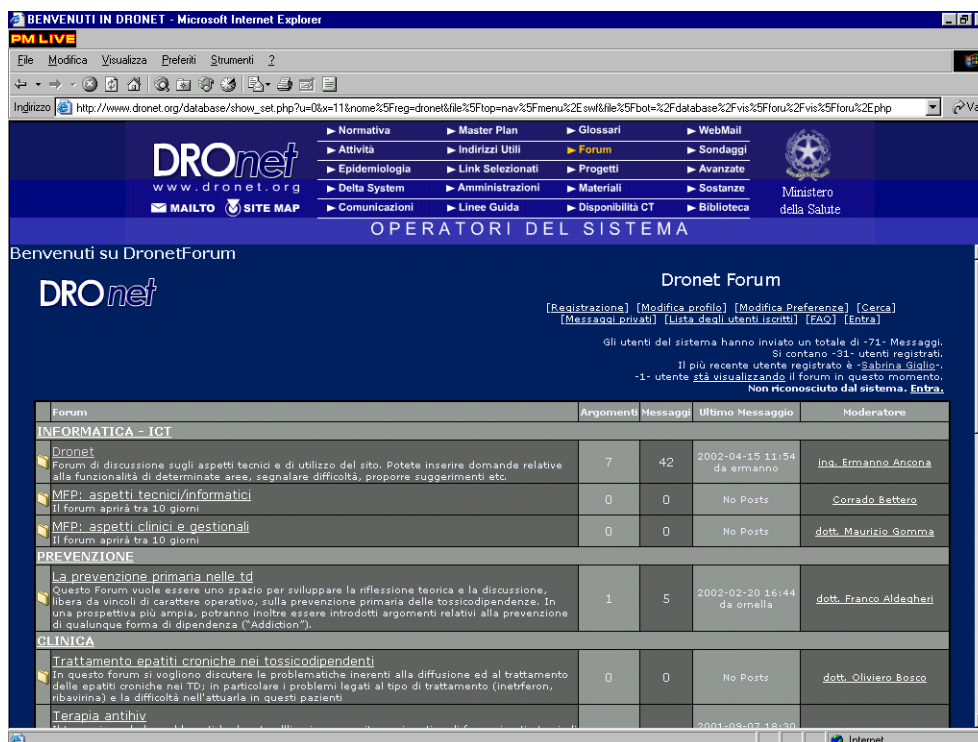 BENVENUTI IN DRONET - Microsoft Internet Explorer
PM LIVE
File Modifica Visualizza Preferiti Strumenti ?
Indirizzo http://www.dronet.org/database/show_set.php?u=0&x=11&nome%5Freg=dronet&file%5Ftop=nav%5Fmenu%2Eswf&file%5Fbot=%2Fdatabase%2Fvis%5Fforu%2Fvis%5Fforu%2Ephp Va
Normativa Master Plan Glossari WebMail
Attività Indirizzi Utili Forum Sondaggi
Epidemiologia Link Selezionati Progetti Avanzate
Delta System Amministrazioni Materiali Sostanze
Comunicazioni Linee Guida Disponibilità CT Biblioteca
DROnet
www.dronet.org
MAILTO SITE MAP
Ministero
della Salute
OPERATORI DEL SISTEMA
Benvenuti su DronetForum
DROnet
Dronet Forum
[Registrazione] [Modifica profilo] [Modifica Preferenze] [Cerca]
[Messaggi privati] [Lista degli utenti iscritti] [FAQ] [Entra]
Gli utenti del sistema hanno inviato un totale di -71- Messaggi.
Si contano -31- utenti registrati.
Il più recente utente registrato è -Sabrina Giglio-.
-1- utente stà visualizzando il forum in questo momento.
Non riconosciuto dal sistema. Entra.
Forum Argomenti Messaggi Ultimo Messaggio Moderatore
INFORMATICA - ICT
Dronet
Forum di discussione sugli aspetti tecnici e di utilizzo del sito. Potete inserire domande relative
alla funzionalità di determinate aree, segnalare difficoltà, proporre suggerimenti etc.
7 42 2002-04-15 11:54
da ermanno
ing. Ermanno Ancona
MFP: aspetti tecnici/informatici
Il forum aprirà tra 10 giorni
0 0 No Posts Corrado Bettero
MFP: aspetti clinici e gestionali
Il forum aprirà tra 10 giorni
0 0 No Posts dott. Maurizio Gomma
PREVENZIONE
La prevenzione primaria nelle td
Questo Forum vuole essere uno spazio per sviluppare la riflessione teorica e la discussione,
libera da vincoli di carattere operativo, sulla prevenzione primaria delle tossicodipendenze. In
una prospettiva più ampia, potranno inoltre essere introdotti argomenti relativi alla prevenzione
di qualunque forma di dipendenza ("Addiction").
1 5 2002-02-20 16:44
da ornella
dott. Franco Aldegheri
CLINICA
Trattamento epatiti croniche nei tossicodipendenti
In questo forum si vogliono discutere le problematiche inerenti alla diffusione ed al trattamento
delle epatiti croniche nei TD; in particolare i problemi legati al tipo di trattamento (inetrferon,
ribavirina) e la difficoltà nell'attuarla in questi pazienti
0 0 No Posts dott. Oliviero Bosco
Terapia antihiv
2001-09-07 18:30
Internet